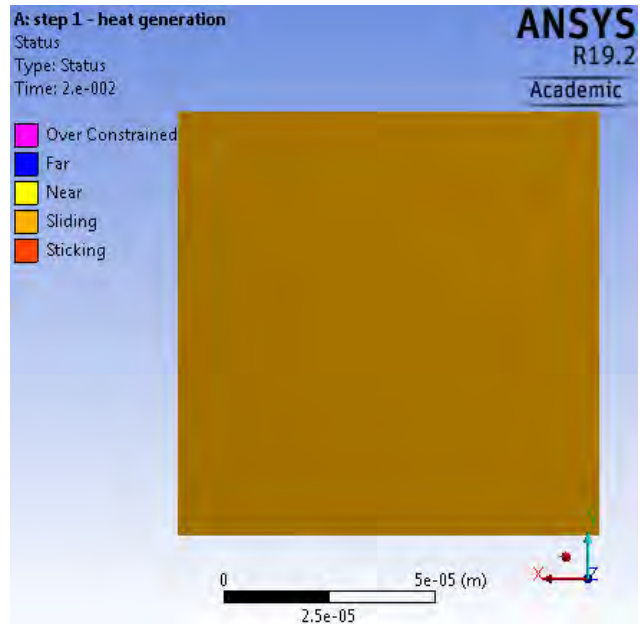 A: step 1 - heat generation
Status
Type: Status
Time: 2.e-002
ANSYS
R19.2
Academic
Over Constrained
Far
Near
Sliding
Sticking
Y
X
Z
0
5e-05 (m)
2.5e-05